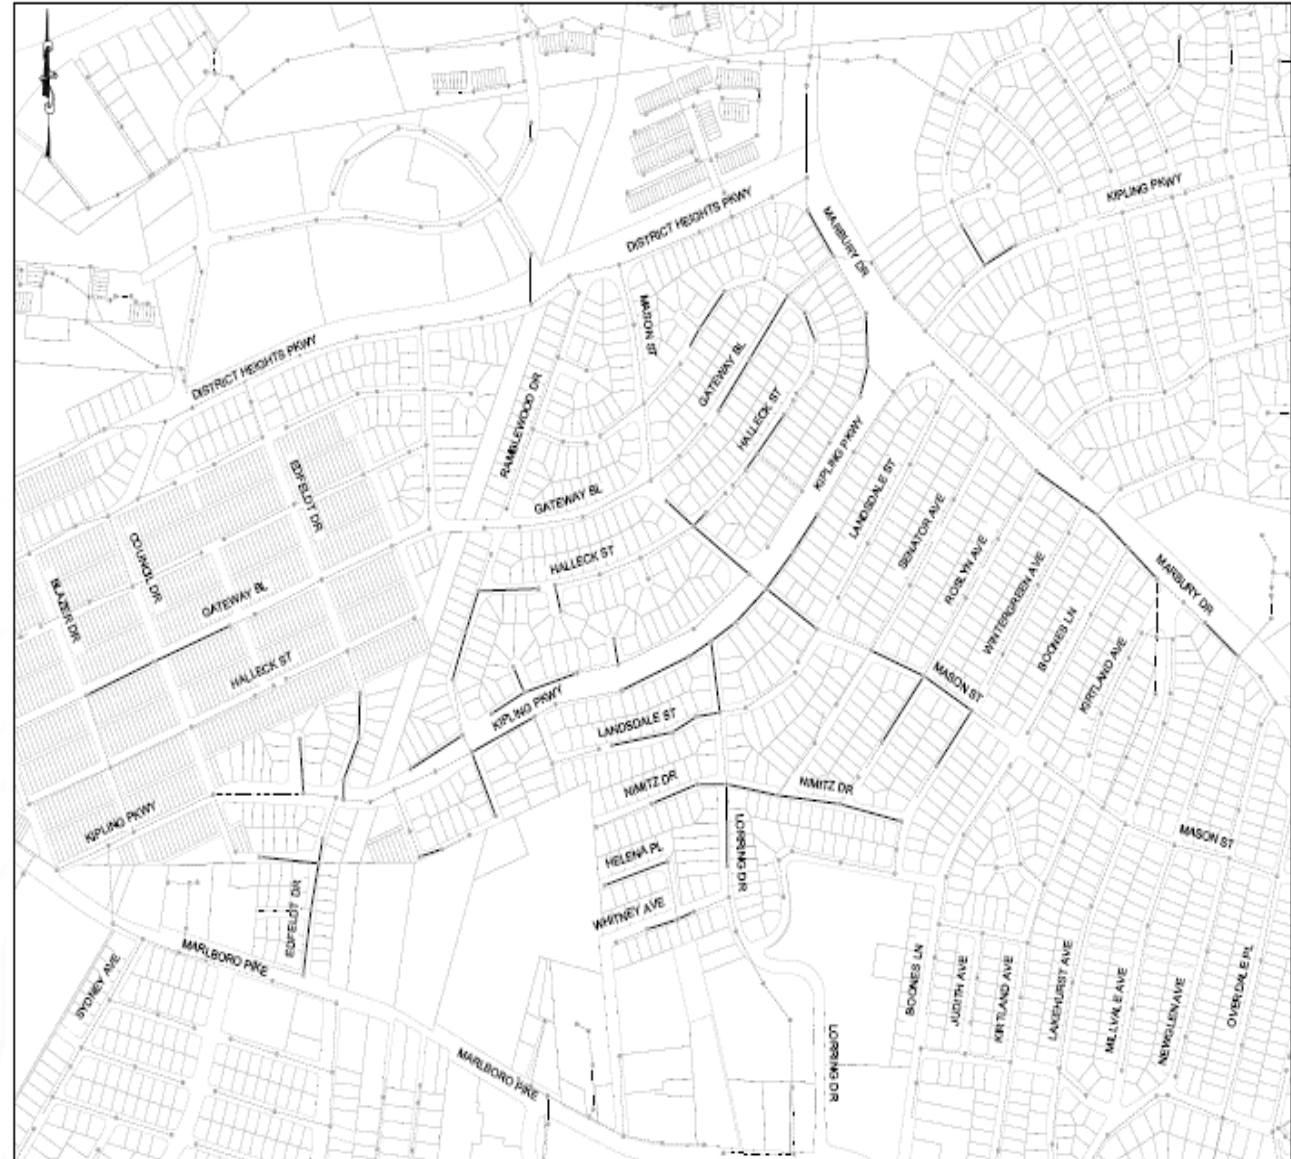 KIPLING PKWY
DISTRICT HEIGHTS PKWY
MARBURY DR
MASON ST
DISTRICT HEIGHTS PKWY
GATEWAY BL
RAMBLEWOOD DR
HALLECK ST
KIPLING PKWY
LANDSDALE ST
EDFELDT DR
GATEWAY BL
SENATOR AVE
COUNCIL DR
HALLECK ST
ROSLYN AVE
BLAZER DR
GATEWAY BL
WINTERGREEN AVE
MARBURY DR
BOONES LN
HALLECK ST
KIRTLAND AVE
MASON ST
KIPLING PKWY
LANDSDALE ST
NIMITZ DR
NIMITZ DR
KIPLING PKWY
MASON ST
HELENA PL
LORRING DR
WHITNEY AVE
EDFELDT DR
MARLBORO PIKE
SYDNEY AVE
BOONES LN
JUDITH AVE
KIRTLAND AVE
LAKEHURST AVE
MILLVALE AVE
NEWGLEN AVE
OVERDALE PL
LORRING DR
MARLBORO PIKE